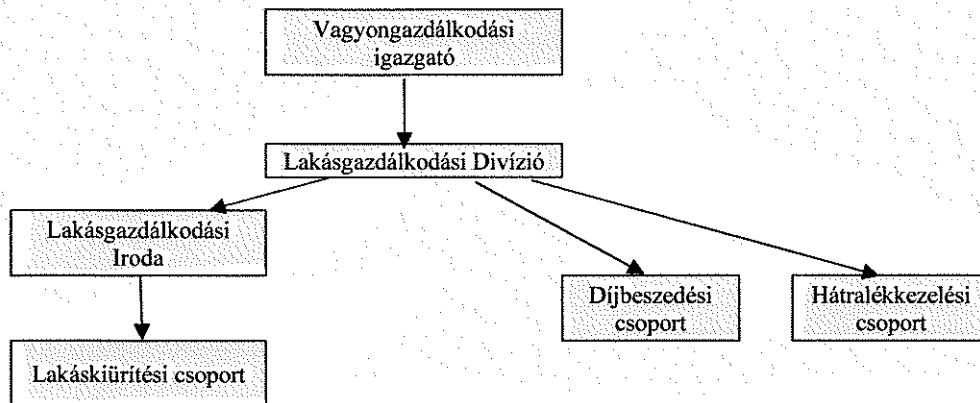 Vagyongazdálkodási
igazgató
Lakásgazdálkodási Divízió
Lakásgazdálkodási
Iroda
Díjbeszedési
csoport
Hátralékkezelési
csoport
Lakáskiürítési csoport